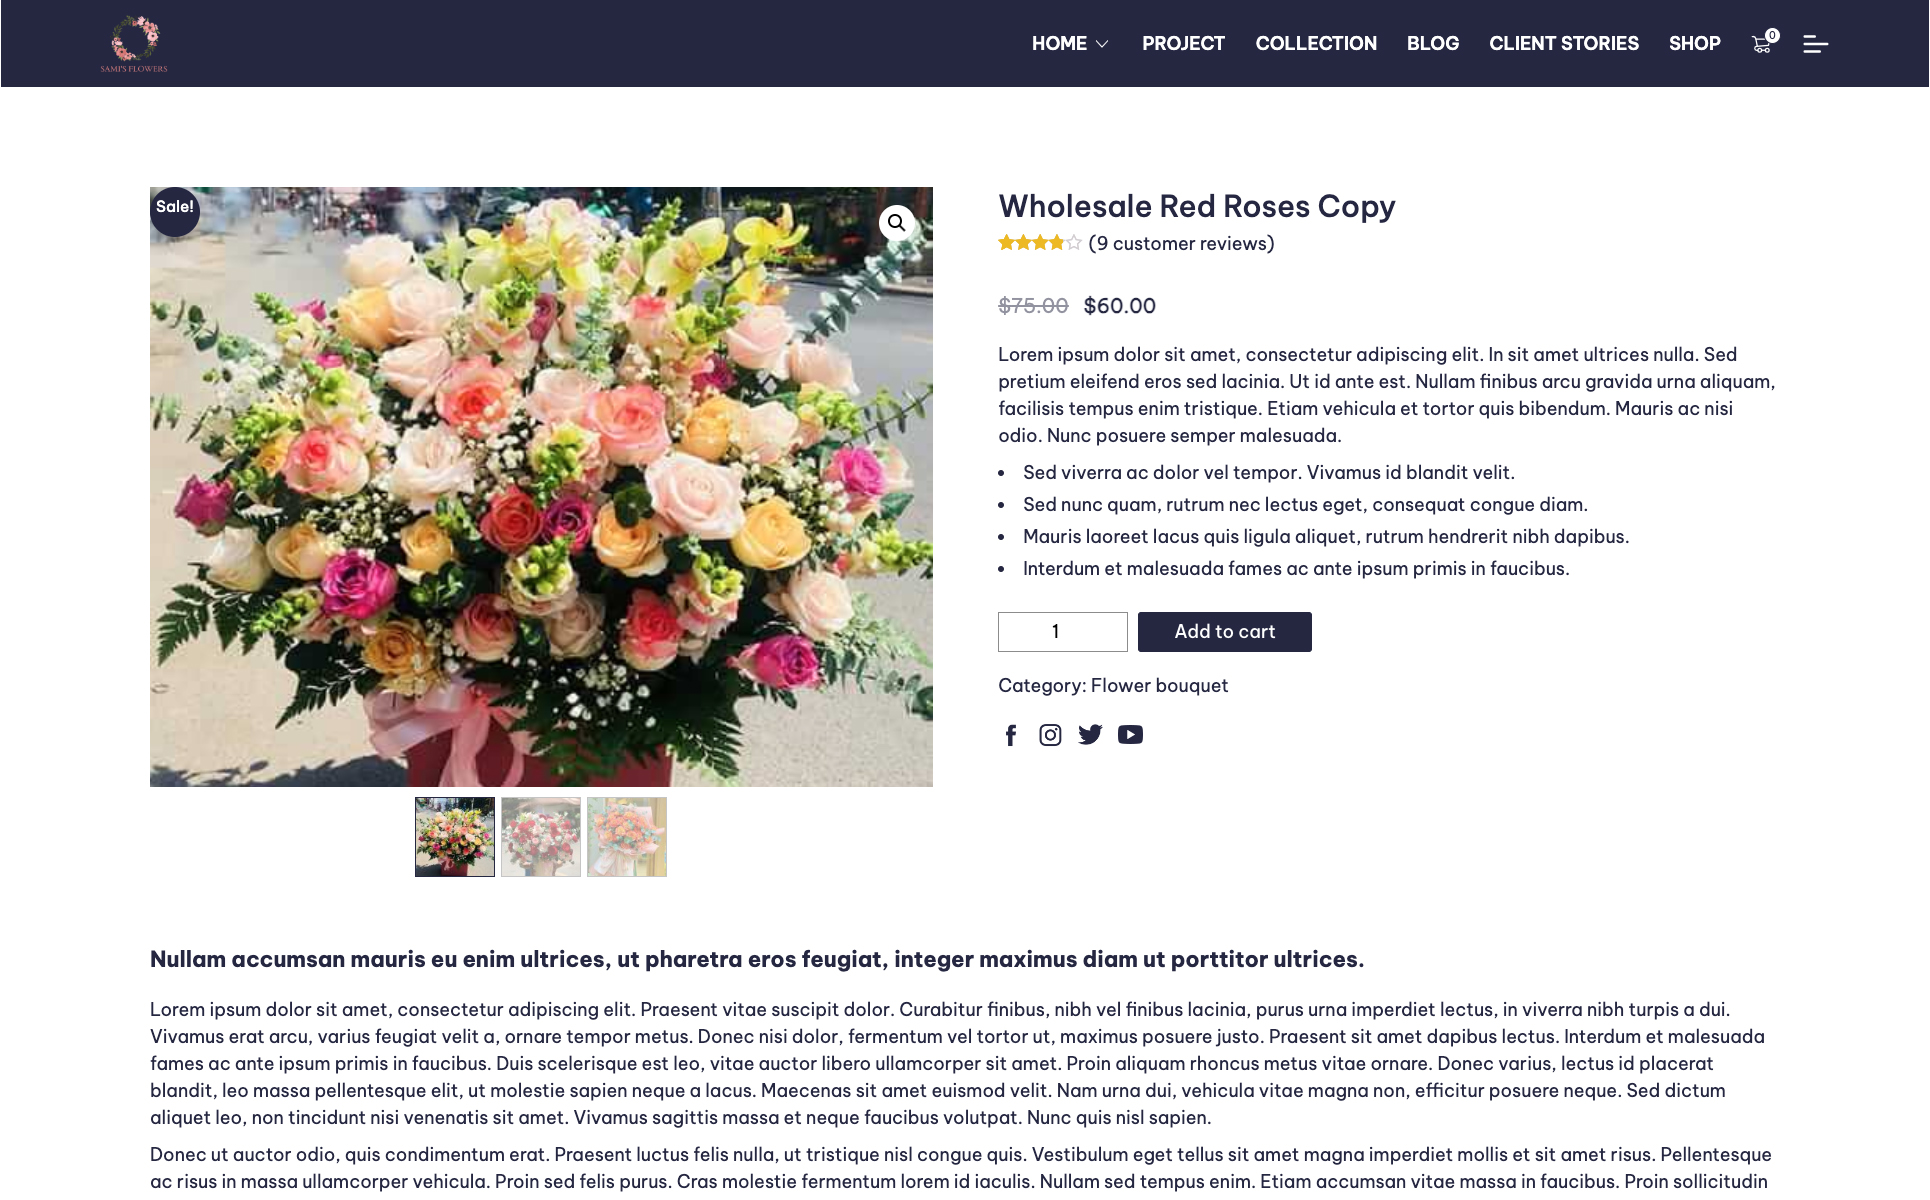 SAMI'S FLOWERS
HOME
PROJECT
COLLECTION
BLOG
CLIENT STORIES
SHOP
0
Sale!
Wholesale Red Roses Copy
(9 customer reviews)
$75.00 $60.00
Lorem ipsum dolor sit amet, consectetur adipiscing elit. In sit amet ultrices nulla. Sed
pretium eleifend eros sed lacinia. Ut id ante est. Nullam finibus arcu gravida urna aliquam,
facilisis tempus enim tristique. Etiam vehicula et tortor quis bibendum. Mauris ac nisi
odio. Nunc posuere semper malesuada.
• Sed viverra ac dolor vel tempor. Vivamus id blandit velit.
• Sed nunc quam, rutrum nec lectus eget, consequat congue diam.
• Mauris laoreet lacus quis ligula aliquet, rutrum hendrerit nibh dapibus.
• Interdum et malesuada fames ac ante ipsum primis in faucibus.
1
Add to cart
Category: Flower bouquet
Nullam accumsan mauris eu enim ultrices, ut pharetra eros feugiat, integer maximus diam ut porttitor ultrices.
Lorem ipsum dolor sit amet, consectetur adipiscing elit. Praesent vitae suscipit dolor. Curabitur finibus, nibh vel finibus lacinia, purus urna imperdiet lectus, in viverra nibh turpis a dui.
Vivamus erat arcu, varius feugiat velit a, ornare tempor metus. Donec nisi dolor, fermentum vel tortor ut, maximus posuere justo. Praesent sit amet dapibus lectus. Interdum et malesuada
fames ac ante ipsum primis in faucibus. Duis scelerisque est leo, vitae auctor libero ullamcorper sit amet. Proin aliquam rhoncus metus vitae ornare. Donec varius, lectus id placerat
blandit, leo massa pellentesque elit, ut molestie sapien neque a lacus. Maecenas sit amet euismod velit. Nam urna dui, vehicula vitae magna non, efficitur posuere neque. Sed dictum
aliquet leo, non tincidunt nisi venenatis sit amet. Vivamus sagittis massa et neque faucibus volutpat. Nunc quis nisl sapien.
Donec ut auctor odio, quis condimentum erat. Praesent luctus felis nulla, ut tristique nisl congue quis. Vestibulum eget tellus sit amet magna imperdiet mollis et sit amet risus. Pellentesque
ac risus in massa ullamcorper vehicula. Proin sed felis purus. Cras molestie fermentum lorem id iaculis. Nullam sed tempus enim. Etiam accumsan vitae massa in faucibus. Proin sollicitudin